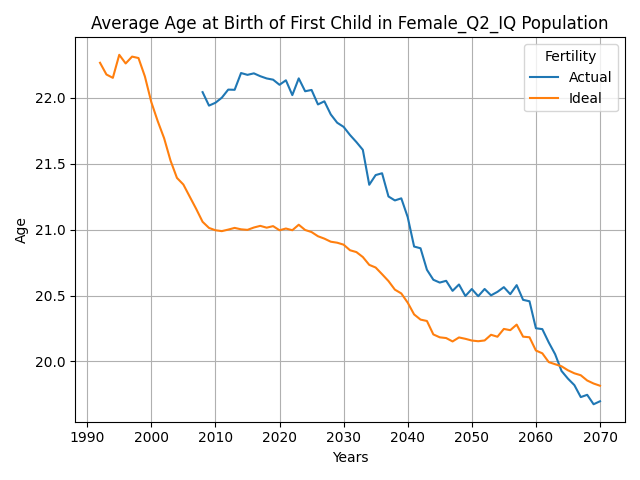 Average Age at Birth of First Child in Female_Q2_IQ Population
Fertility
Actual
Ideal
Age
22.0
21.5
21.0
20.5
20.0
1990 2000 2010 2020 2030 2040 2050 2060 2070
Years